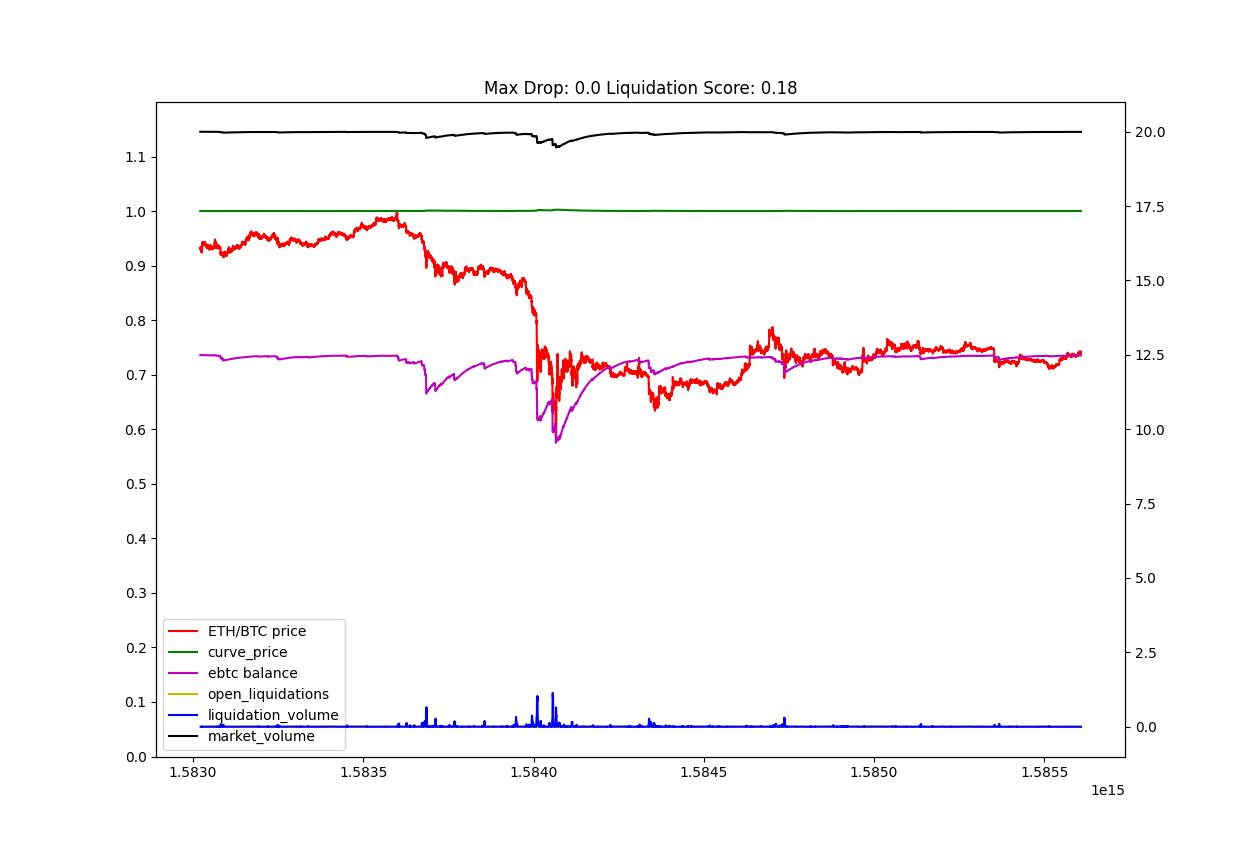 Max Drop: 0.0 Liquidation Score: 0.18
1.1
1.0
0.9
0.8
0.7
0.6
0.5
0.4
0.3
0.2
0.1
0.0
20.0
17.5
15.0
12.5
10.0
7.5
5.0
2.5
0.0
ETH/BTC price
curve_price
ebtc balance
open_liquidations
liquidation_volume
market_volume
1.5830 1.5835 1.5840 1.5845 1.5850 1.5855
1e15